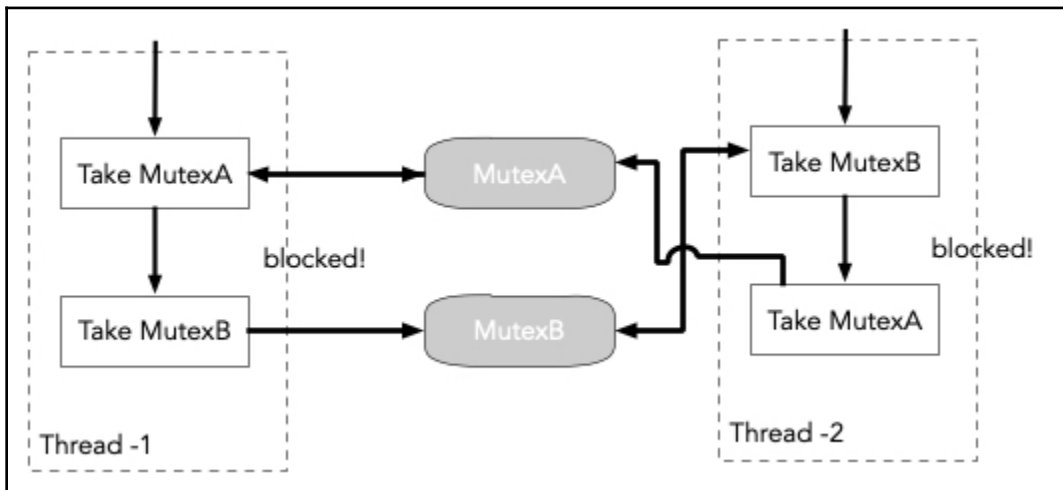 Take MutexA
MutexA
Take MutexB
blocked!
blocked!
Take MutexB
MutexB
Take MutexA
Thread -1
Thread -2